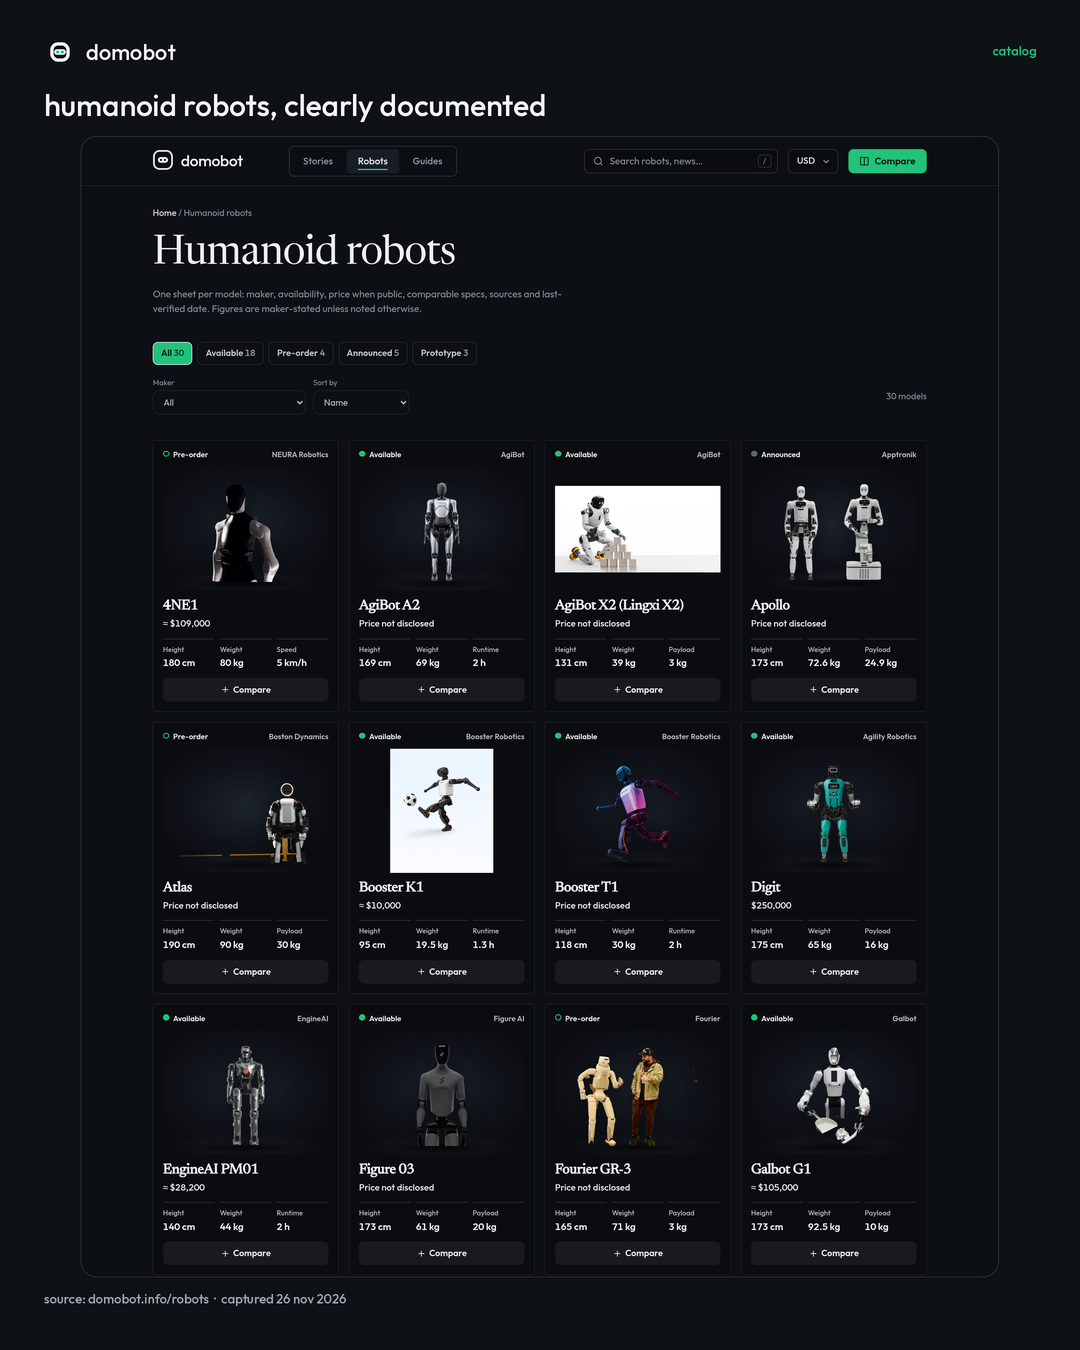 domobot
catalog
humanoid robots, clearly documented
domobot
Stories Robots Guides
Search robots, news... /
USD
Compare
Home / Humanoid robots
Humanoid robots
One sheet per model: maker, availability, price when public, comparable specs, sources and last-
verified date. Figures are maker-stated unless noted otherwise.
All 30 Available 18 Pre-order 4 Announced 5 Prototype 3
Maker Sort by
All Name
30 models
Pre-order NEURA Robotics
4NE1
≈ $109,000
Height Weight Speed
180 cm 80 kg 5 km/h
+ Compare
Available AgiBot
AgiBot A2
Price not disclosed
Height Weight Runtime
169 cm 69 kg 2 h
+ Compare
Available AgiBot
AgiBot X2 (Lingxi X2)
Price not disclosed
Height Weight Payload
131 cm 39 kg 3 kg
+ Compare
Announced Apptronik
Apollo
Price not disclosed
Height Weight Payload
173 cm 72.6 kg 24.9 kg
+ Compare
Pre-order Boston Dynamics
Atlas
Price not disclosed
Height Weight Payload
190 cm 90 kg 30 kg
+ Compare
Available Booster Robotics
Booster K1
≈ $10,000
Height Weight Runtime
95 cm 19.5 kg 1.3 h
+ Compare
Available Booster Robotics
Booster T1
Price not disclosed
Height Weight Runtime
118 cm 30 kg 2 h
+ Compare
Available Agility Robotics
Digit
$250,000
Height Weight Payload
175 cm 65 kg 16 kg
+ Compare
Available EngineAI
EngineAI PM01
≈ $28,200
Height Weight Runtime
140 cm 44 kg 2 h
+ Compare
Available Figure AI
Figure 03
Price not disclosed
Height Weight Payload
173 cm 61 kg 20 kg
+ Compare
Pre-order Fourier
Fourier GR-3
Price not disclosed
Height Weight Payload
165 cm 71 kg 3 kg
+ Compare
Available Galbot
Galbot G1
≈ $105,000
Height Weight Payload
173 cm 92.5 kg 10 kg
+ Compare
source: domobot.info/robots · captured 26 nov 2026